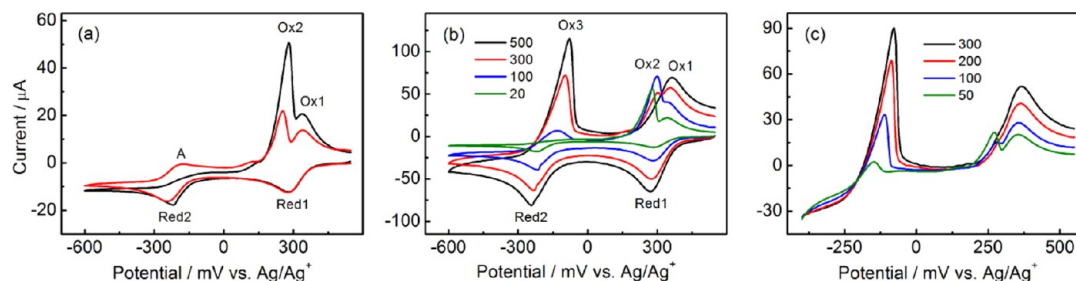 (a)
Ox2
Ox1
A
Red2
Red1
60
40
20
0
-20
Current / μA
-600
-300
0
300
Potential / mV vs. Ag/Ag⁺
(b)
Ox3
Ox2
Ox1
500
300
100
20
Red2
Red1
100
50
0
-50
-100
-600
-300
0
300
Potential / mV vs. Ag/Ag⁺
(c)
300
200
100
50
90
60
30
0
-30
-250
0
250
500
Potential / mV vs. Ag/Ag⁺